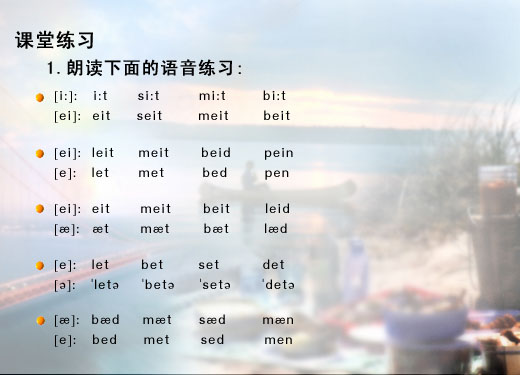 课堂练习
1.朗读下面的语音练习:
[i:]: i:t si:t mi:t bi:t
[ei]: eit seit meit beit
[ei]: leit meit beid pein
[e]: let met bed pen
[ei]: eit meit beit leid
[æ]: æt mæt bæt læd
[e]: let bet set det
[ə]: ˈletə ˈbetə ˈsetə ˈdetə
[æ]: bæd mæt sæd mæn
[e]: bed met sed men